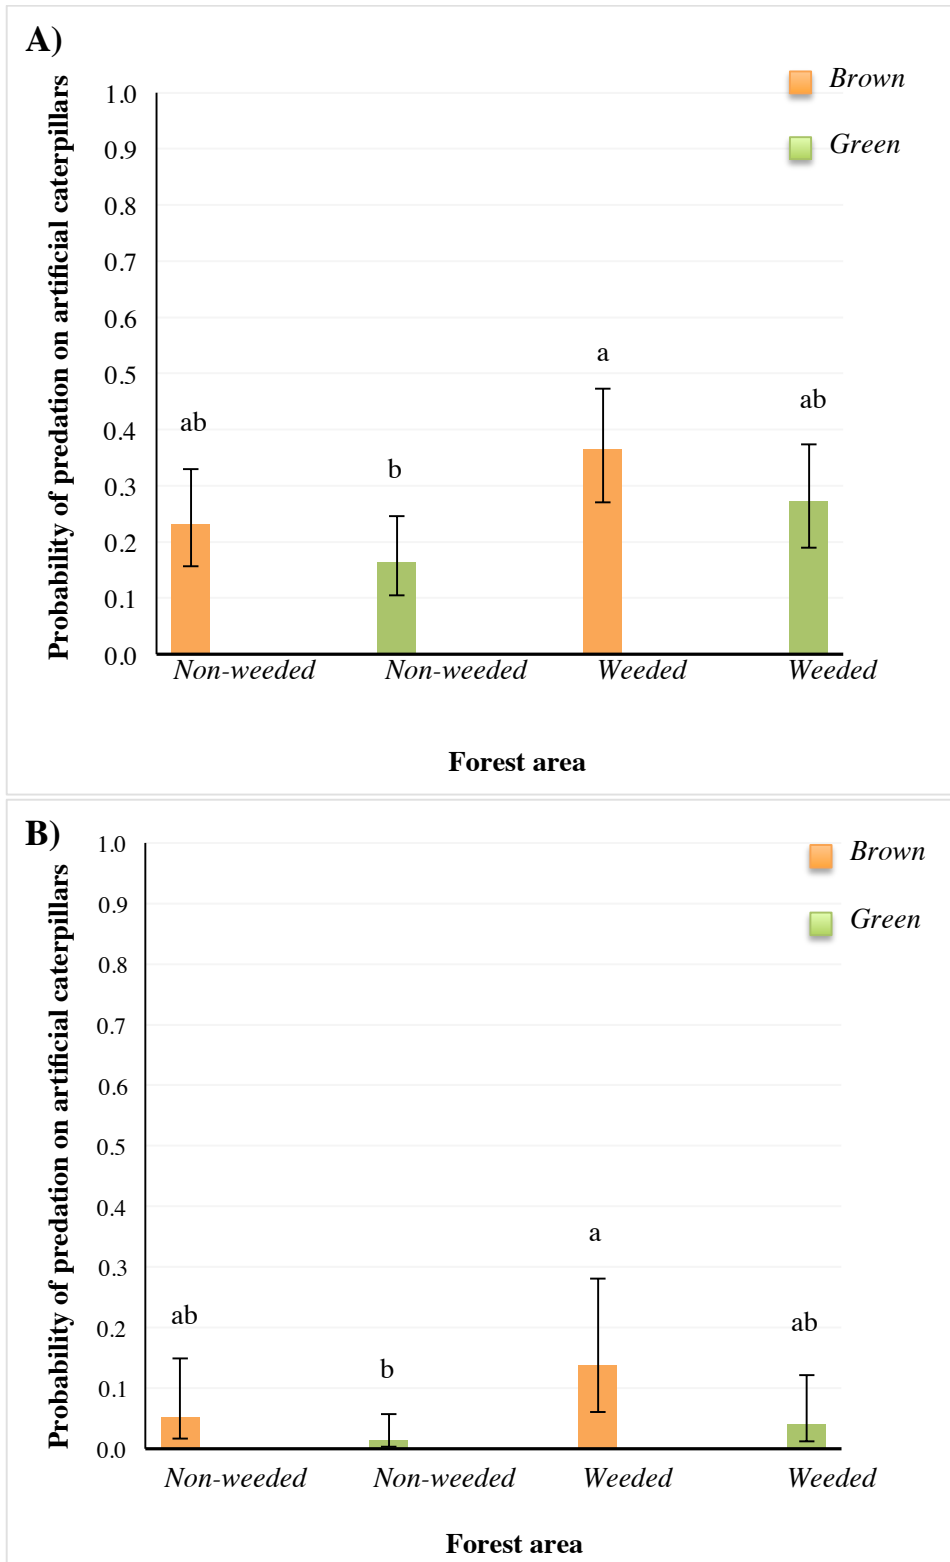 A)
Probability of predation on artificial caterpillars
1.0
0.9
0.8
0.7
0.6
0.5
0.4
0.3
0.2
0.1
0.0
Brown
Green
ab
b
a
ab
Non-weeded Non-weeded Weeded Weeded
Forest area
B)
Probability of predation on artificial caterpillars
1.0
0.9
0.8
0.7
0.6
0.5
0.4
0.3
0.2
0.1
0.0
Brown
Green
ab
b
a
ab
Non-weeded Non-weeded Weeded Weeded
Forest area